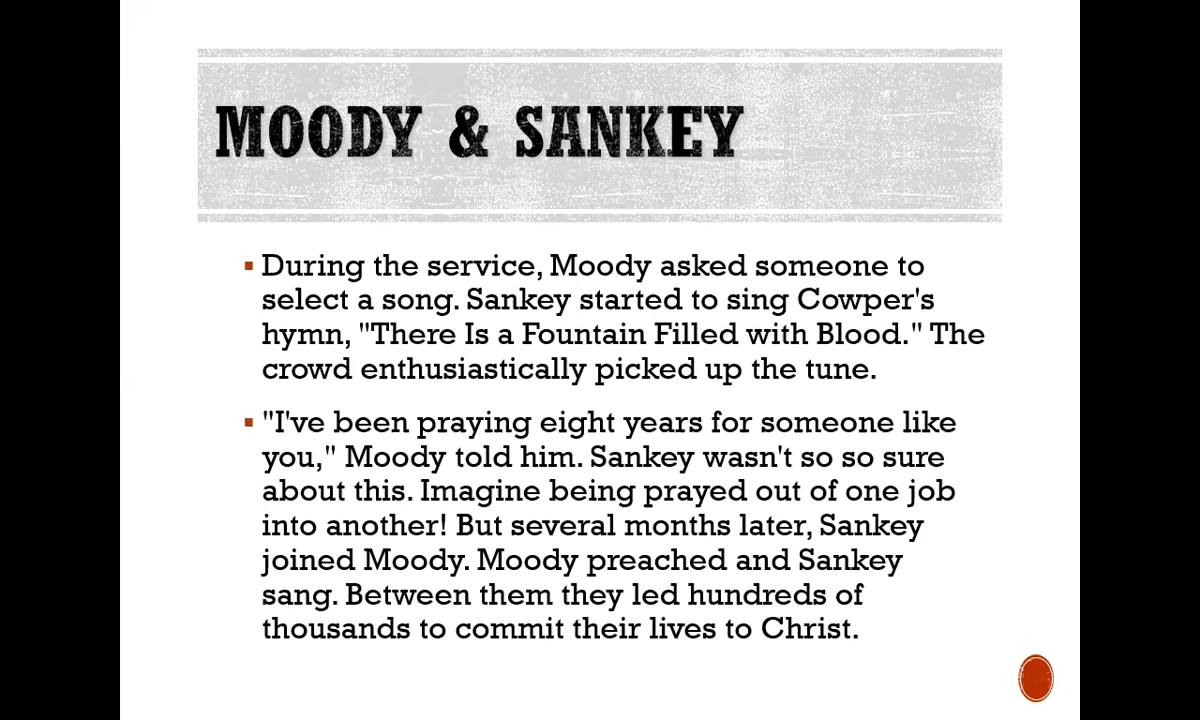 MOODY & SANKEY
▪ During the service, Moody asked someone to
select a song. Sankey started to sing Cowper's
hymn, "There Is a Fountain Filled with Blood." The
crowd enthusiastically picked up the tune.
▪ "I've been praying eight years for someone like
you," Moody told him. Sankey wasn't so so sure
about this. Imagine being prayed out of one job
into another! But several months later, Sankey
joined Moody. Moody preached and Sankey
sang. Between them they led hundreds of
thousands to commit their lives to Christ.